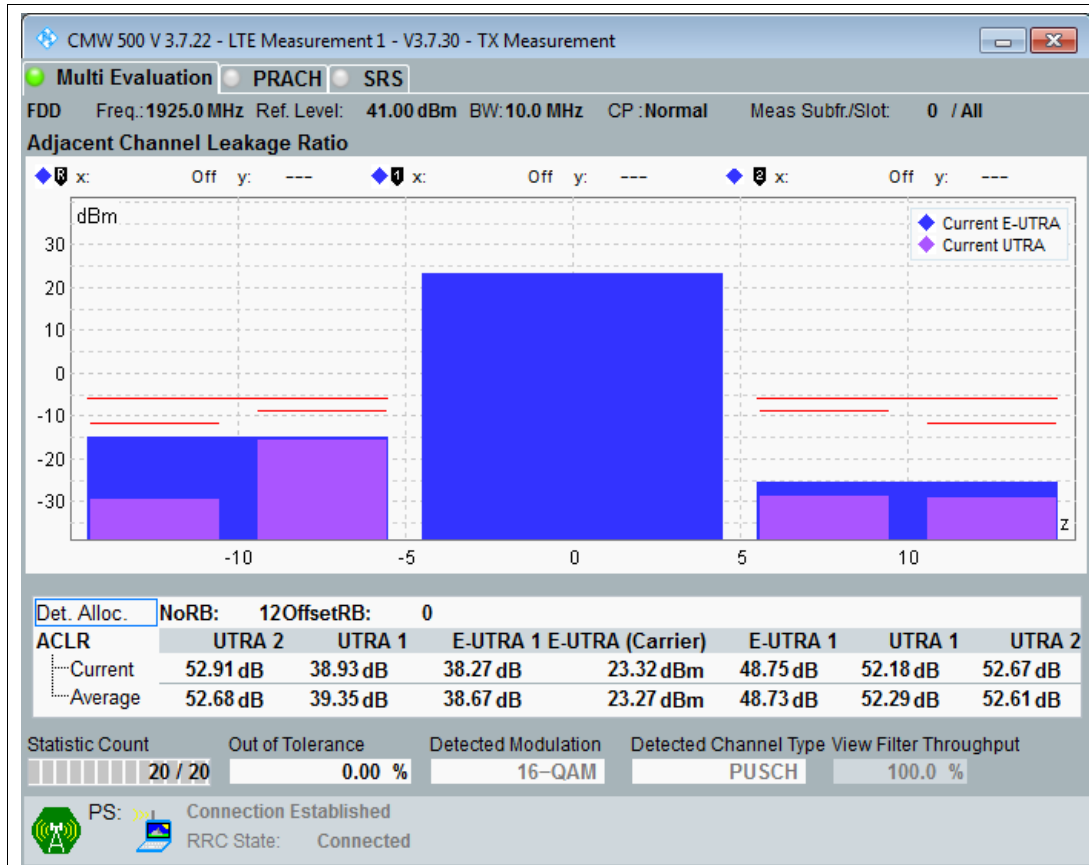 CMW 500 V 3.7.22 - LTE Measurement 1 - V3.7.30 - TX Measurement
Multi Evaluation PRACH SRS
FDD Freq.: 1925.0 MHz Ref. Level: 41.00 dBm BW: 10.0 MHz CP : Normal Meas Subfr./Slot: 0 / All
Adjacent Channel Leakage Ratio
R x: Off y: --- 1 x: Off y: --- 2 x: Off y: ---
dBm
Current E-UTRA
Current UTRA
30
20
10
0
-10
-20
-30
z
-10 -5 0 5 10
Det. Alloc. NoRB: 12 OffsetRB: 0
ACLR UTRA 2 UTRA 1 E-UTRA 1 E-UTRA (Carrier) E-UTRA 1 UTRA 1 UTRA 2
Current 52.91 dB 38.93 dB 38.27 dB 23.32 dBm 48.75 dB 52.18 dB 52.67 dB
Average 52.68 dB 39.35 dB 38.67 dB 23.27 dBm 48.73 dB 52.29 dB 52.61 dB
Statistic Count Out of Tolerance Detected Modulation Detected Channel Type View Filter Throughput
20 / 20 0.00 % 16-QAM PUSCH 100.0 %
PS: Connection Established
RRC State: Connected